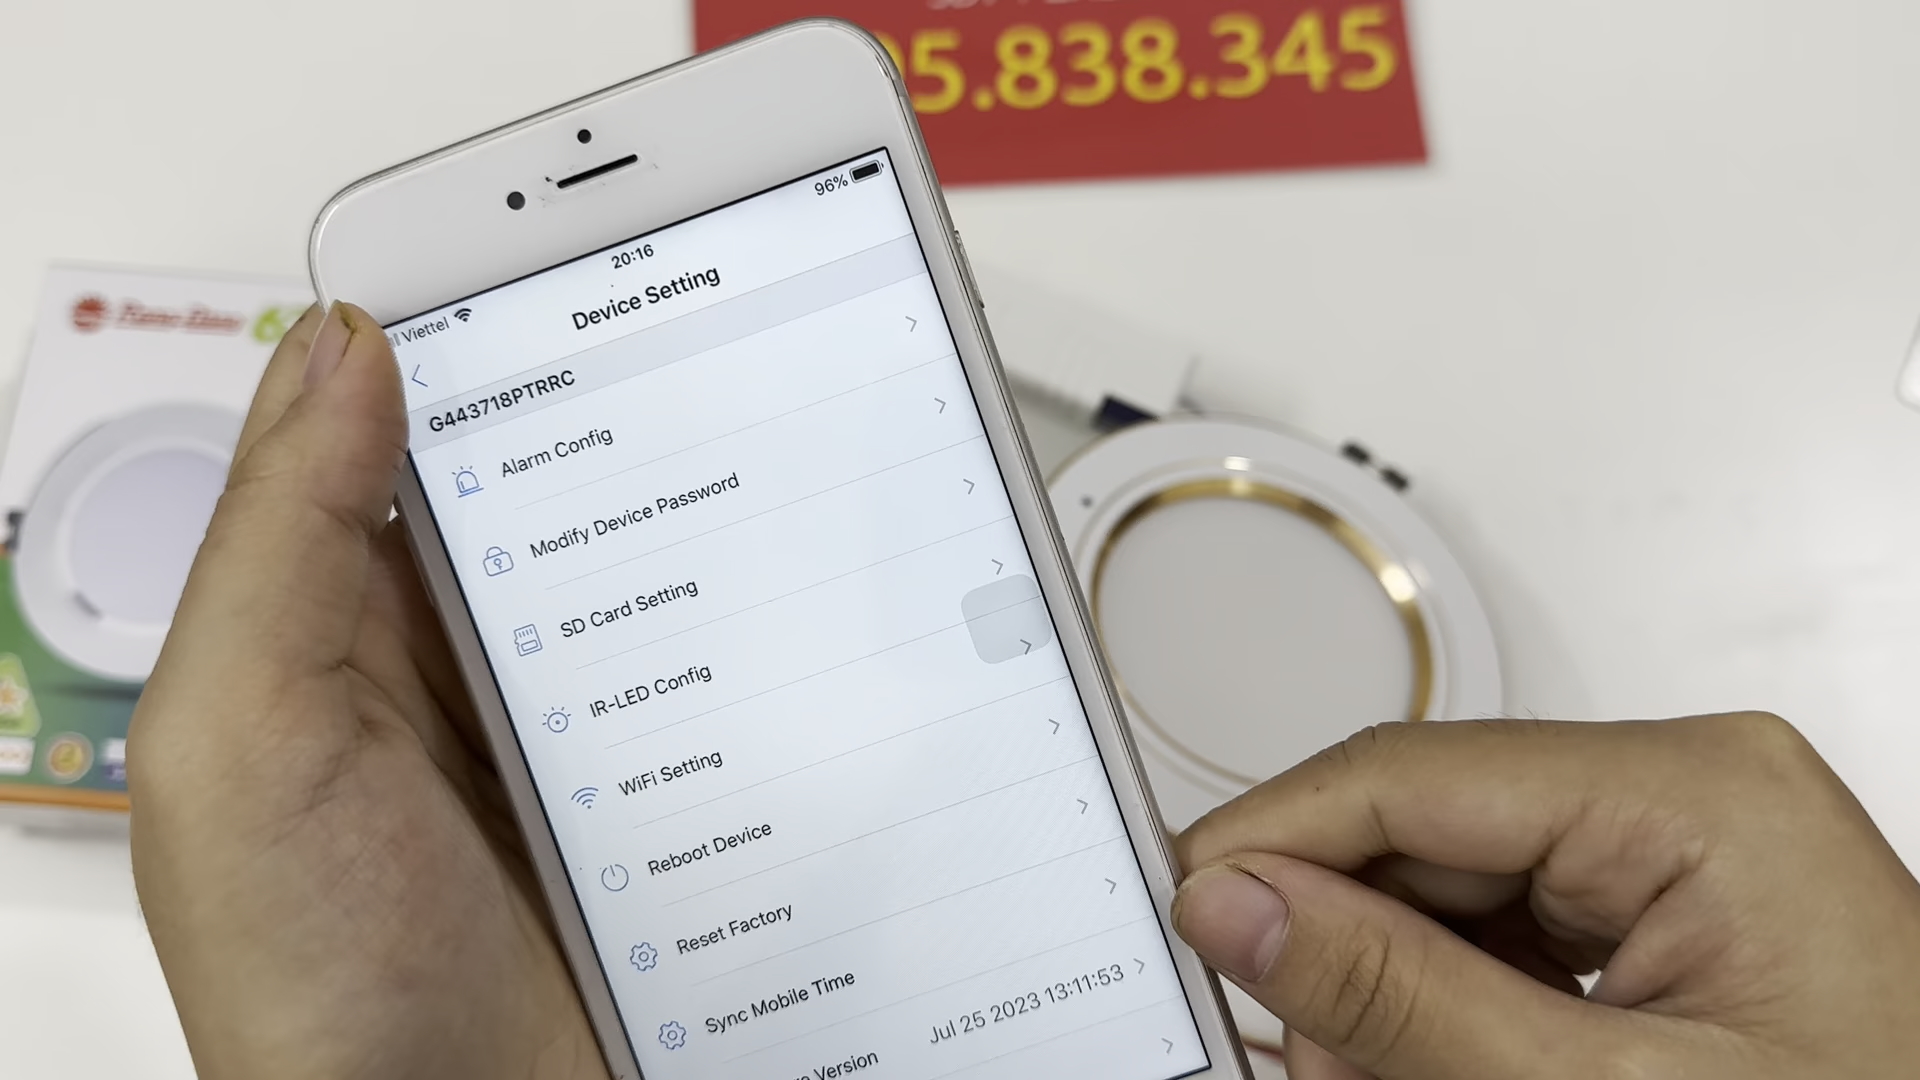 5.838.345
96%
20:16
Viettel
Device Setting
G443718PTRRC
Alarm Config
Modify Device Password
SD Card Setting
IR-LED Config
WiFi Setting
Reboot Device
Reset Factory
Sync Mobile Time
Jul 25 2023 13:11:53
Version